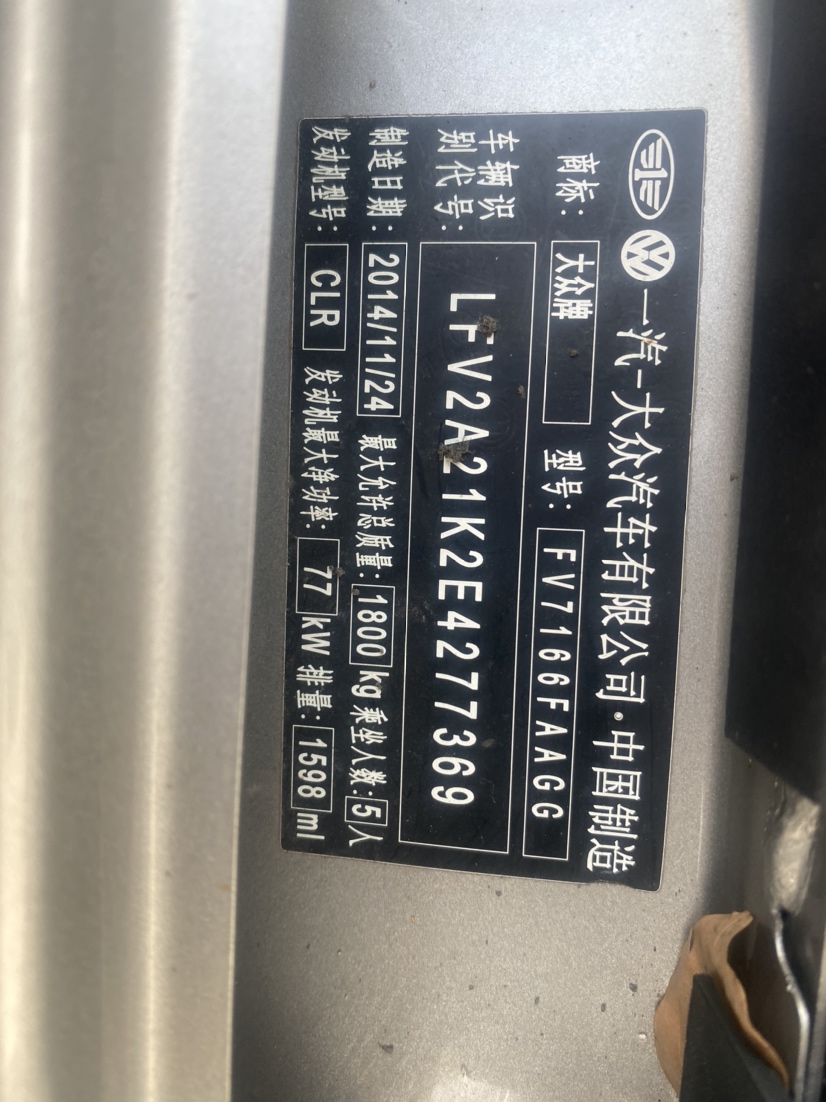 一汽-大众汽车有限公司·中国制造
商标: 大众牌 型号: FV7166FAAGG
车辆识别代号: LFV2A21K2E4277369
制造日期: 2014/11/24 最大允许总质量: 1800 kg 乘坐人数: 5 人
发动机型号: CLR 发动机最大净功率: 77 kW 排量: 1598 ml